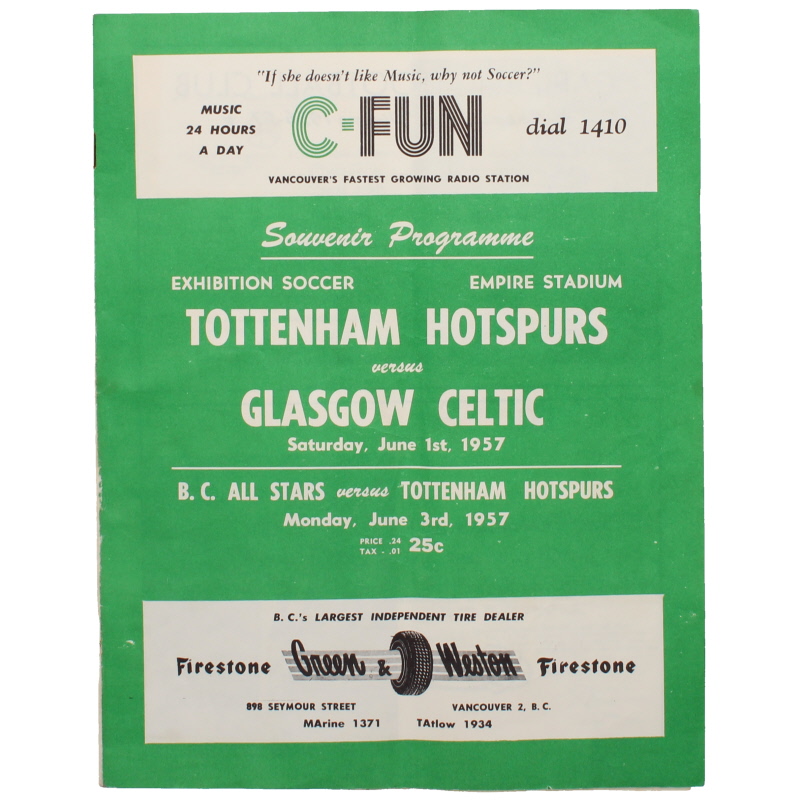 "If she doesn't like Music, why not Soccer?"
MUSIC
24 HOURS
A DAY
C-FUN
dial 1410
VANCOUVER'S FASTEST GROWING RADIO STATION
Souvenir Programme
EXHIBITION SOCCER EMPIRE STADIUM
TOTTENHAM HOTSPURS
versus
GLASGOW CELTIC
Saturday, June 1st, 1957
B. C. ALL STARS versus TOTTENHAM HOTSPURS
Monday, June 3rd, 1957
PRICE .24
TAX - .01
25c
B. C.'s LARGEST INDEPENDENT TIRE DEALER
Firestone Green & Weston Firestone
898 SEYMOUR STREET VANCOUVER 2, B. C.
MArine 1371 TAtlow 1934